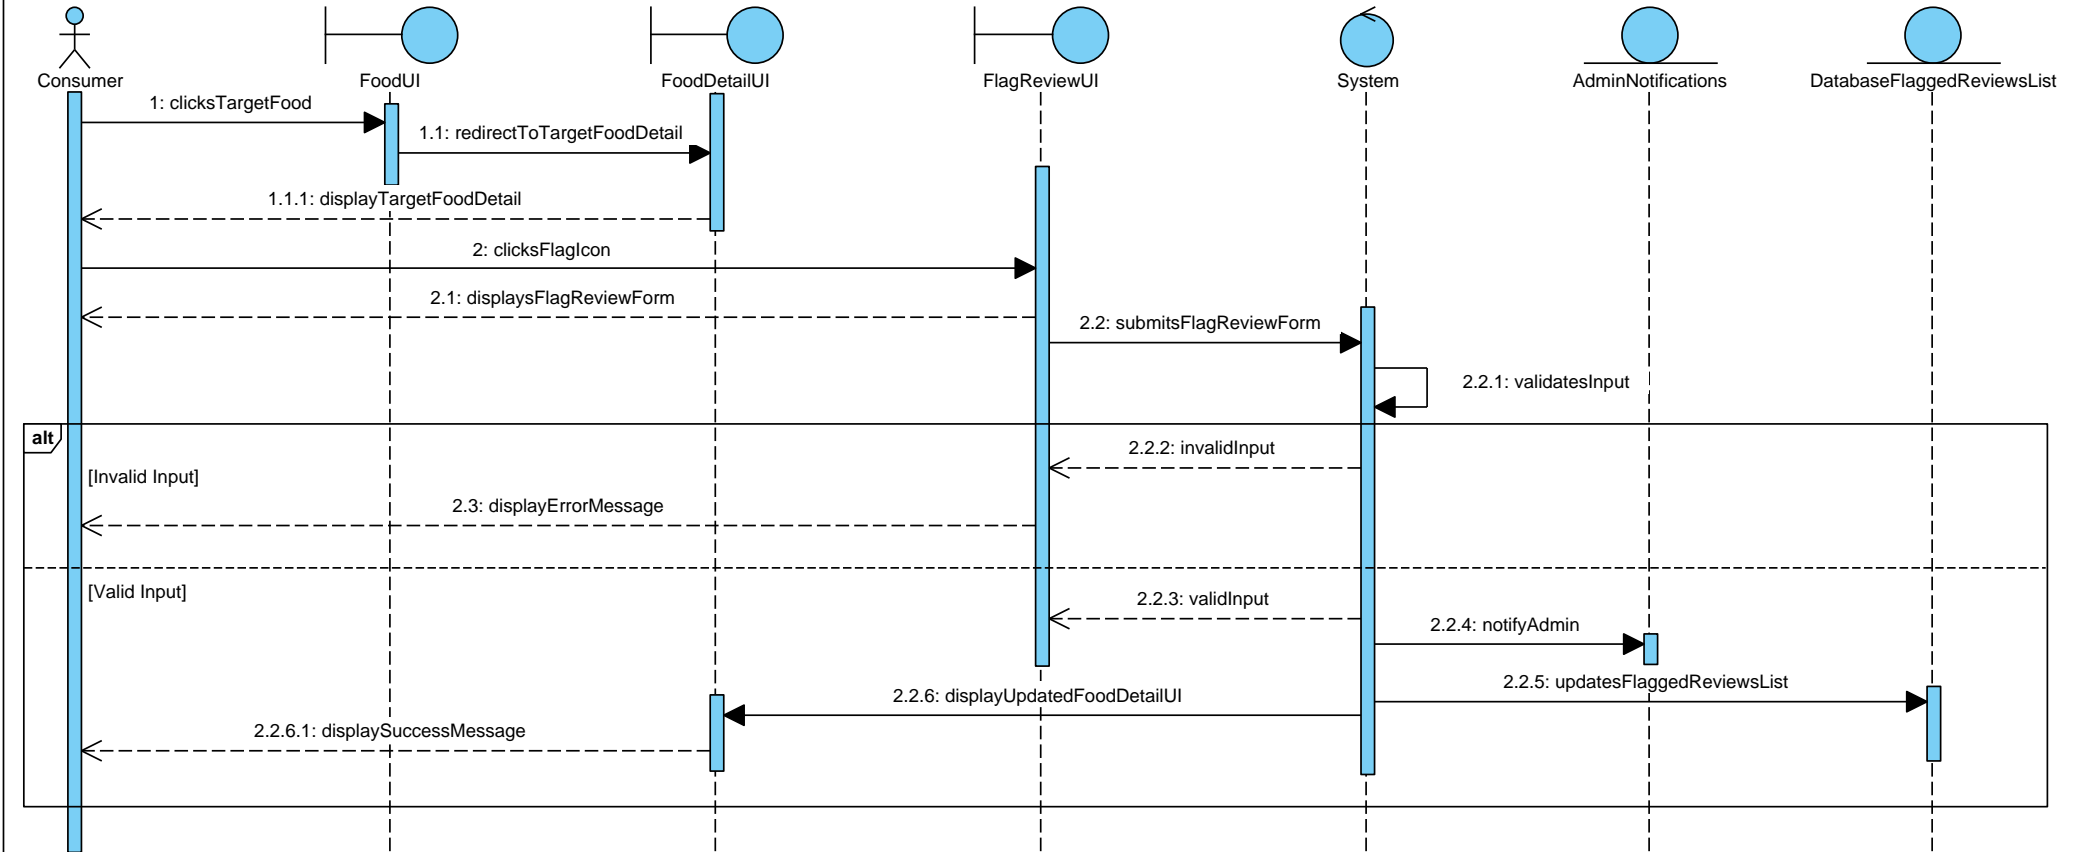 Consumer
FoodUI
FoodDetailUI
FlagReviewUI
System
AdminNotifications
DatabaseFlaggedReviewsList
1: clicksTargetFood
1.1: redirectToTargetFoodDetail
1.1.1: displayTargetFoodDetail
2: clicksFlagIcon
2.1: displaysFlagReviewForm
2.2: submitsFlagReviewForm
2.2.1: validatesInput
alt
2.2.2: invalidInput
[Invalid Input]
2.3: displayErrorMessage
[Valid Input]
2.2.3: validInput
2.2.4: notifyAdmin
2.2.5: updatesFlaggedReviewsList
2.2.6: displayUpdatedFoodDetailUI
2.2.6.1: displaySuccessMessage